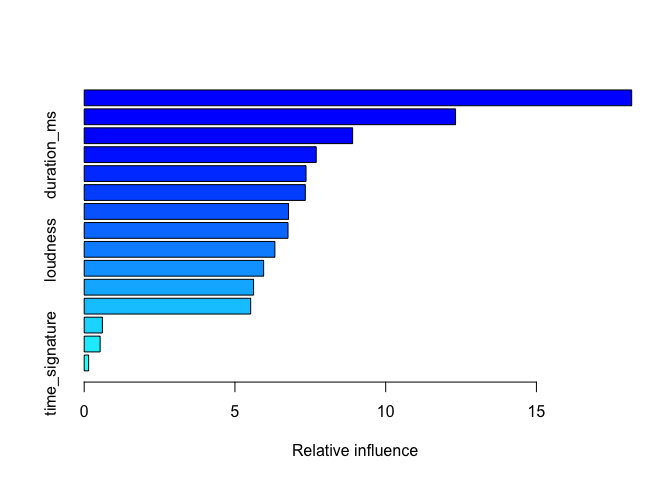 duration_ms
loudness
time_signature
0 5 10 15
Relative influence